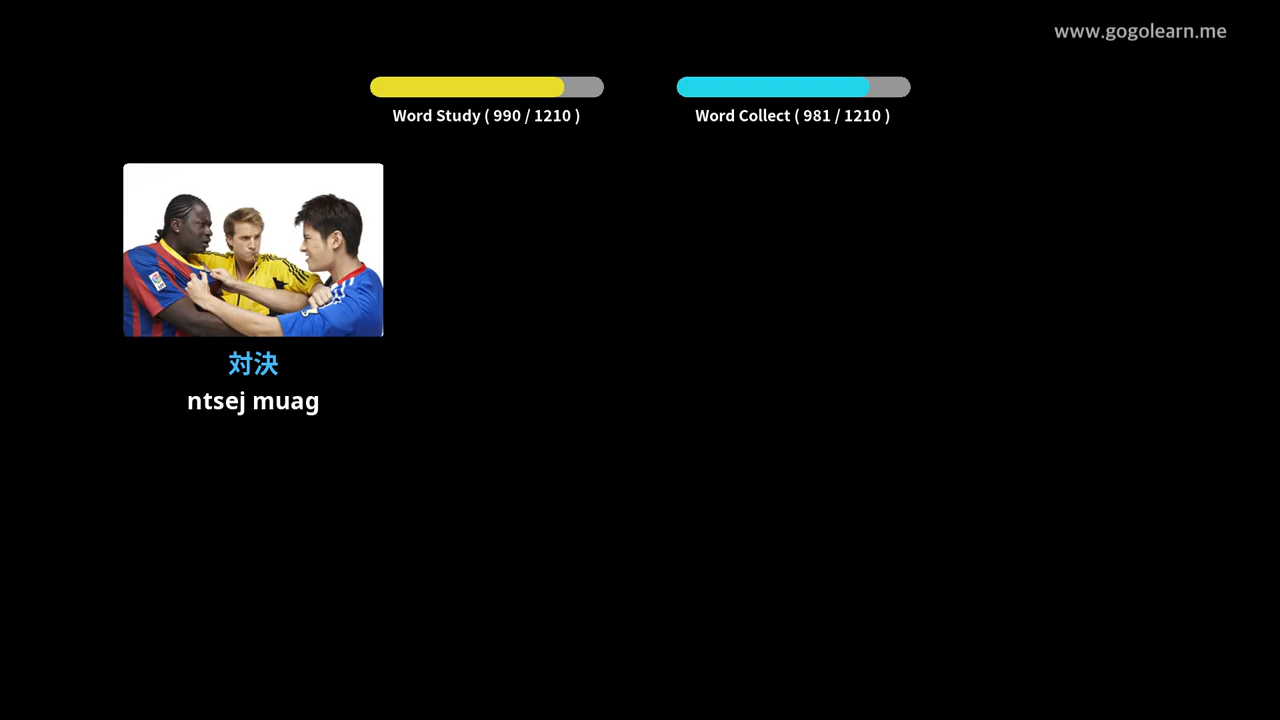 www.gogolearn.me
Word Study ( 990 / 1210 )
Word Collect ( 981 / 1210 )
対決
ntsej muag